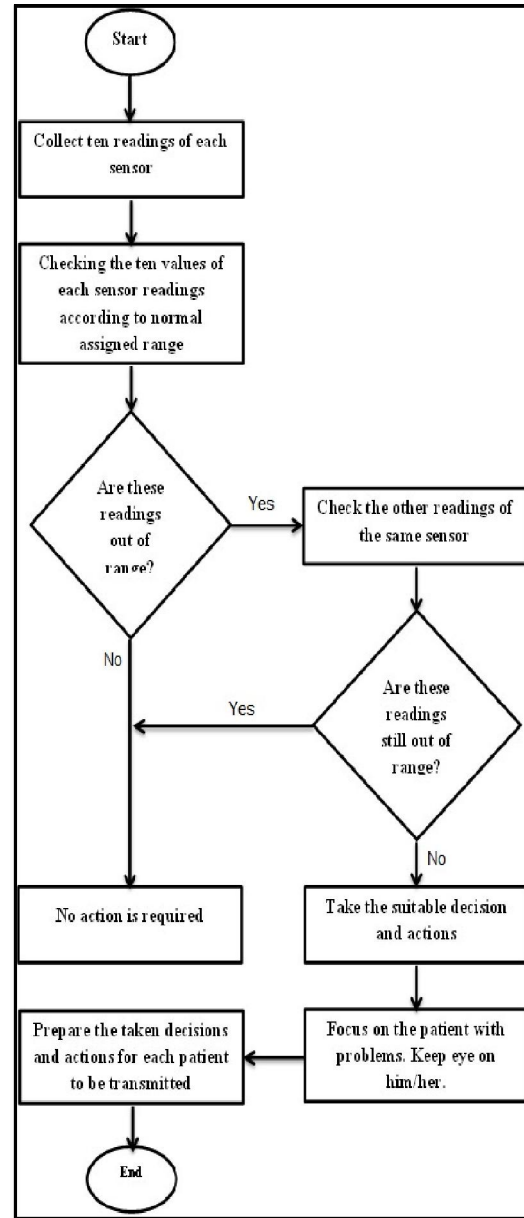 Start
Collect ten readings of each
sensor
Checking the ten values of
each sensor readings
according to normal
assigned range
Are these
readings
out of
range?
Yes
Check the other readings of
the same sensor
No
Yes
Are these
readings
still out of
range?
No
No action is required
Take the suitable decision
and actions
Prepare the taken decisions
and actions for each patient
to be transmitted
Focus on the patient with
problems. Keep eye on
him/her.
End